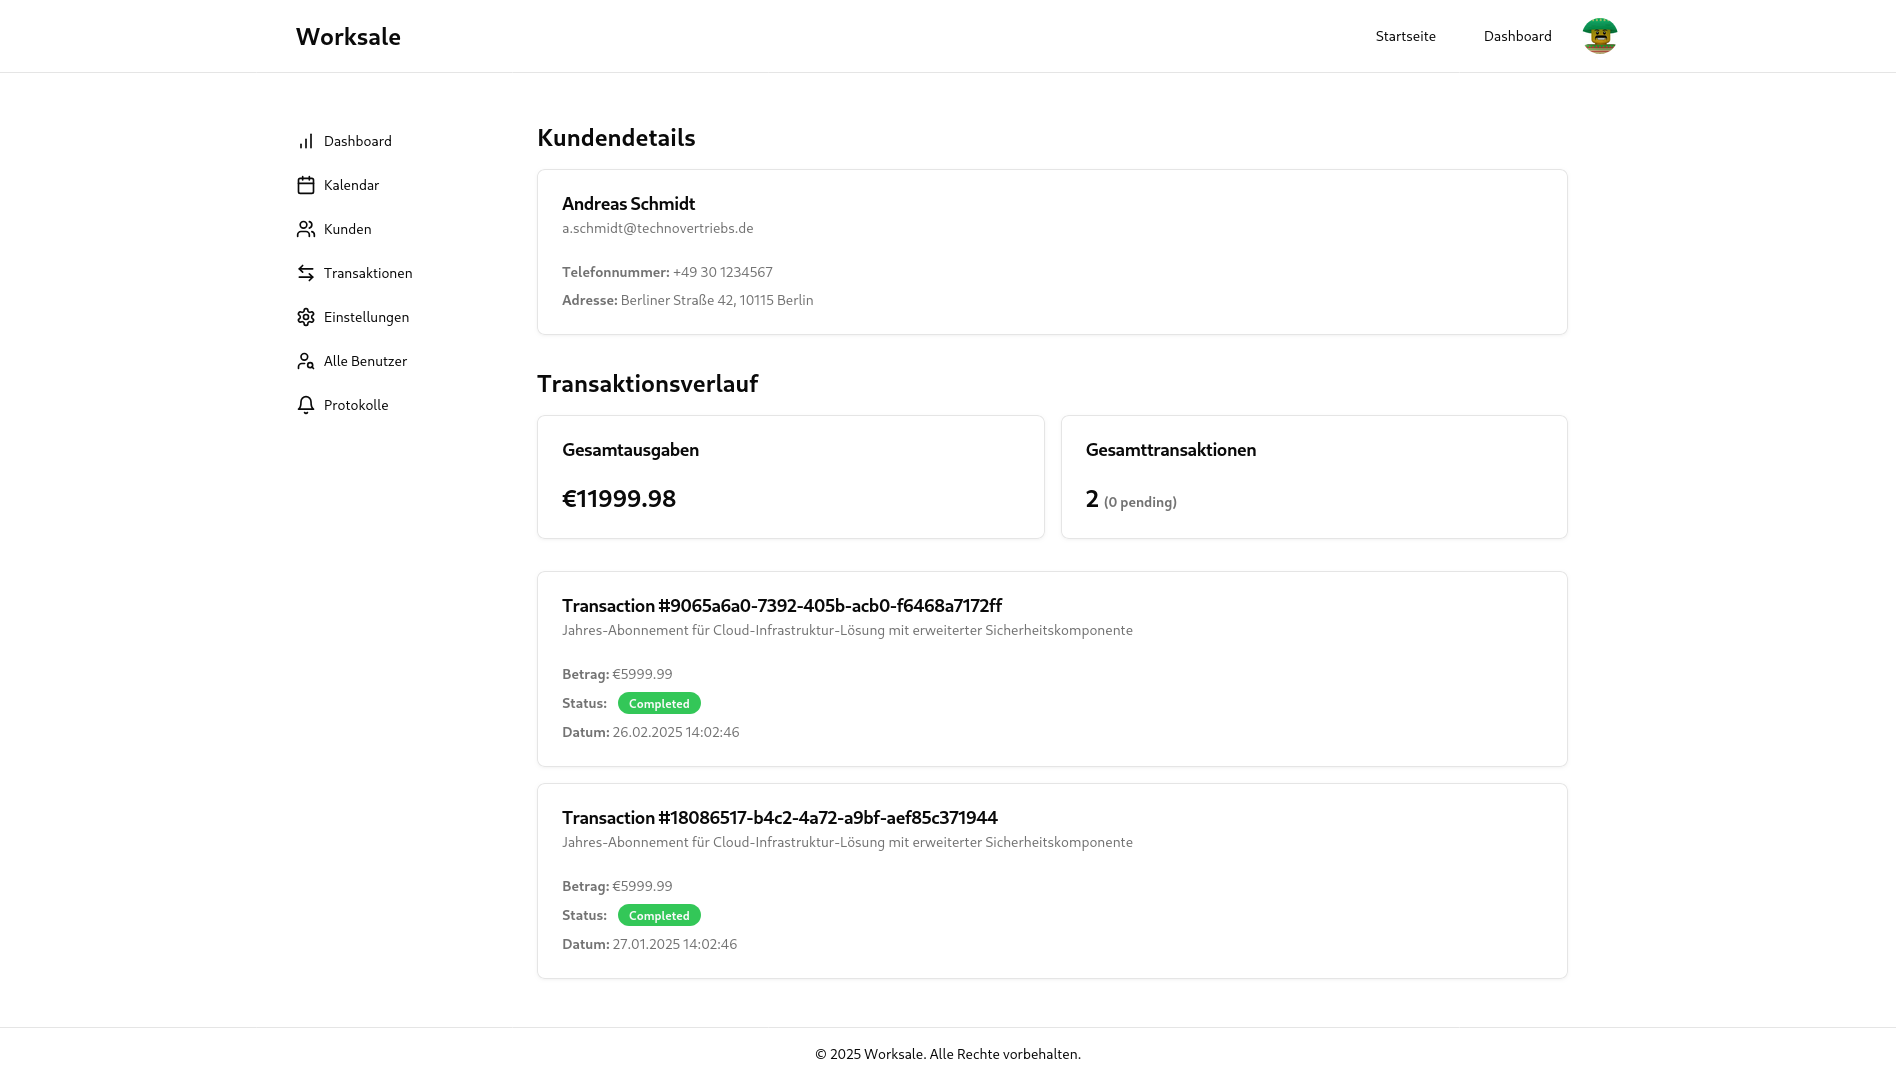 Worksale
Startseite
Dashboard
Dashboard
Kalendar
Kunden
Transaktionen
Einstellungen
Alle Benutzer
Protokolle
Kundendetails
Andreas Schmidt
a.schmidt@technovertriebs.de
Telefonnummer: +49 30 1234567
Adresse: Berliner Straße 42, 10115 Berlin
Transaktionsverlauf
Gesamtausgaben
€11999.98
Gesamttransaktionen
2 (0 pending)
Transaction #9065a6a0-7392-405b-acb0-f6468a7172ff
Jahres-Abonnement für Cloud-Infrastruktur-Lösung mit erweiterter Sicherheitskomponente
Betrag: €5999.99
Status: Completed
Datum: 26.02.2025 14:02:46
Transaction #18086517-b4c2-4a72-a9bf-aef85c371944
Jahres-Abonnement für Cloud-Infrastruktur-Lösung mit erweiterter Sicherheitskomponente
Betrag: €5999.99
Status: Completed
Datum: 27.01.2025 14:02:46
© 2025 Worksale. Alle Rechte vorbehalten.